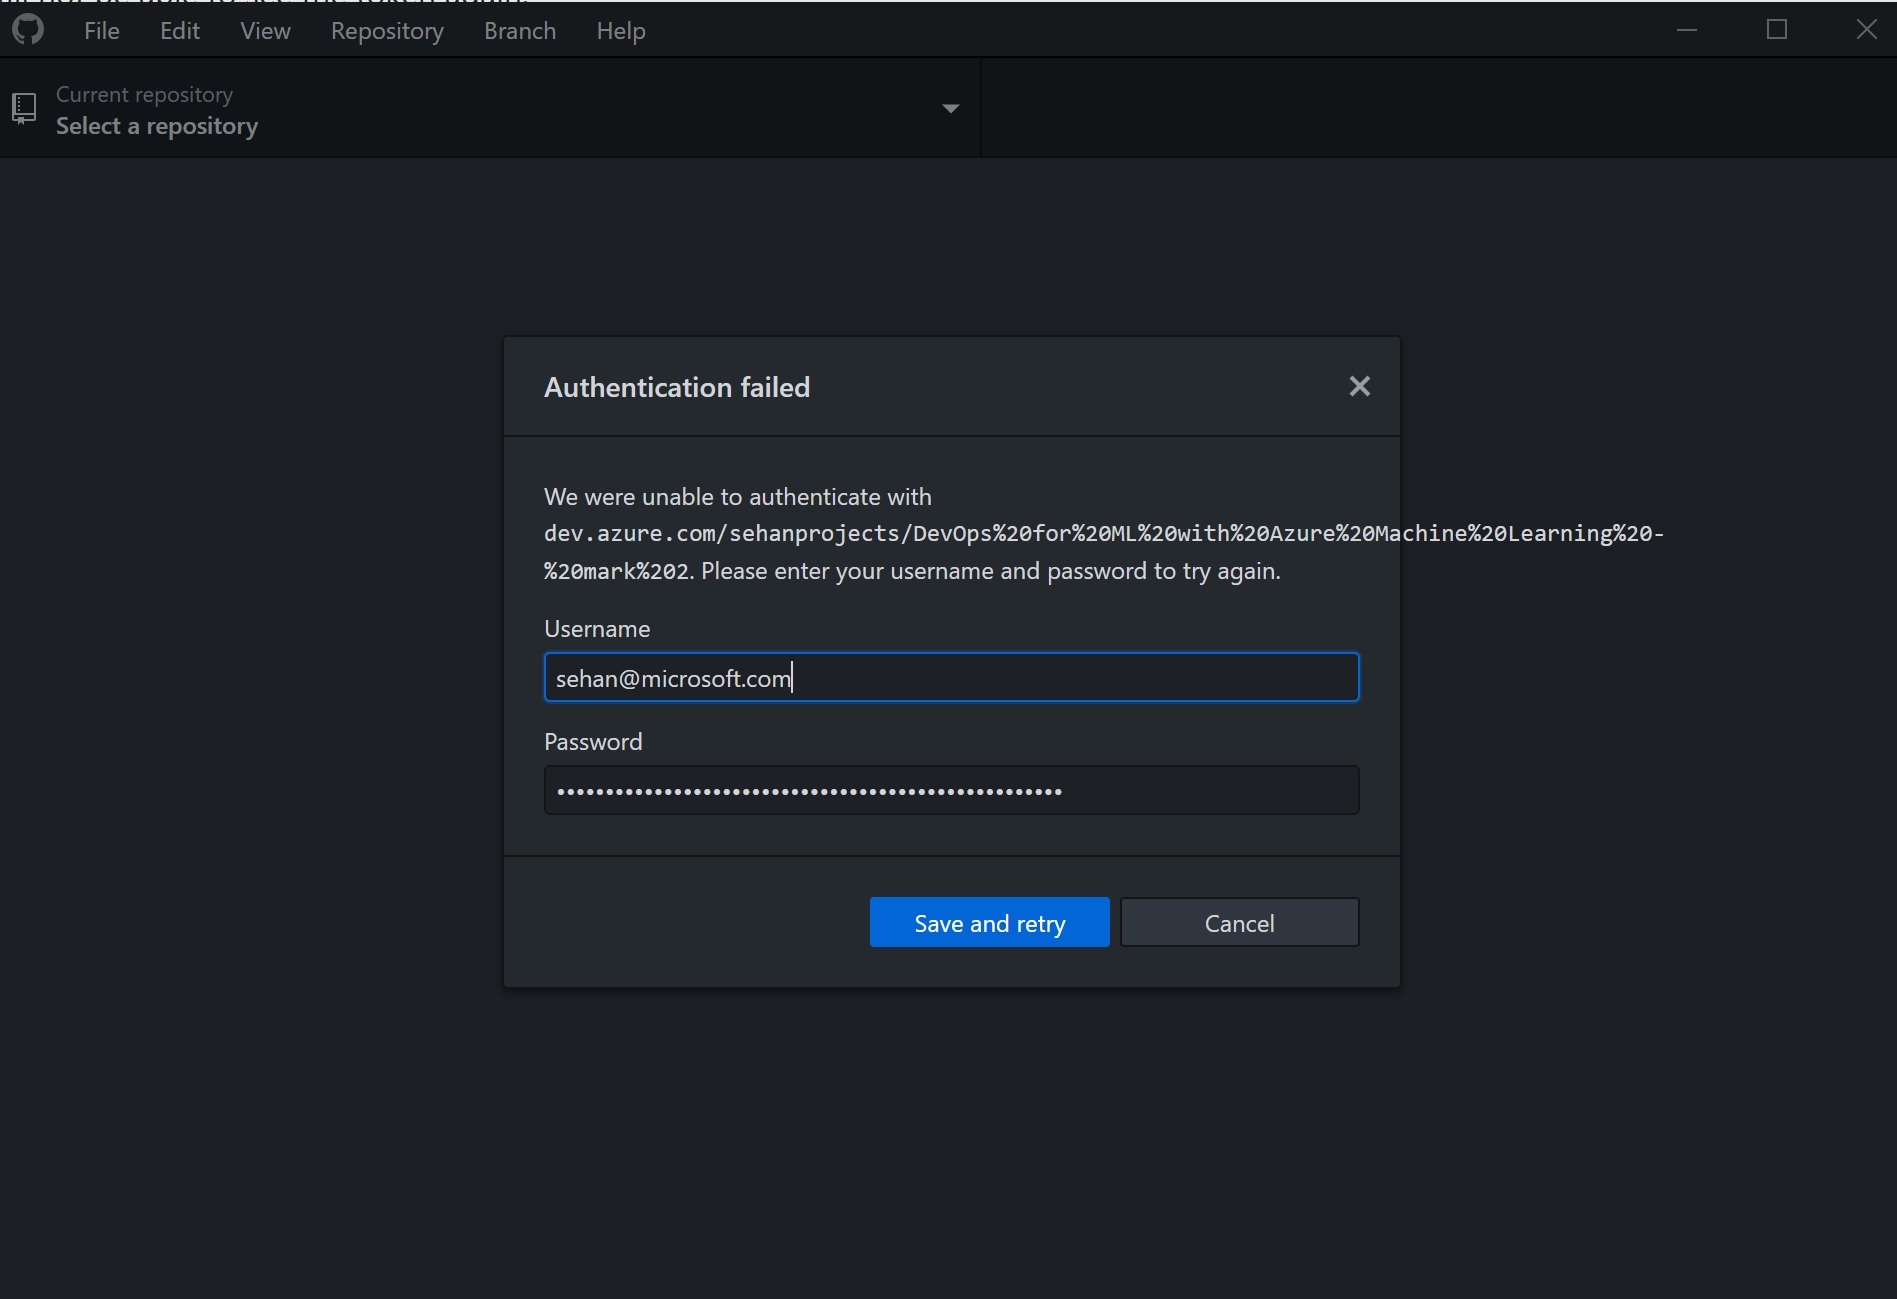 File Edit View Repository Branch Help
Current repository
Select a repository
Authentication failed
We were unable to authenticate with
dev.azure.com/sehanprojects/DevOps%20for%20ML%20with%20Azure%20Machine%20Learning%20-
%20mark%202. Please enter your username and password to try again.
Username
sehan@microsoft.com
Password
Save and retry
Cancel